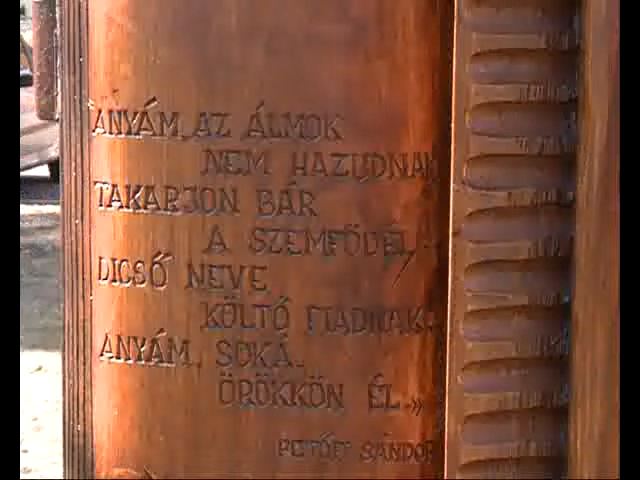 ANYÁM, AZ ÁLMOK
NEM HAZUDNAK
TAKARJON BÁR
A SZEMFÖDÉL,
DICSŐ NEVE
KÖLTŐ FIADNAK,
ANYÁM, SOKÁ,
ÖRÖKKÖN ÉL.»
PETŐFI SÁNDOR